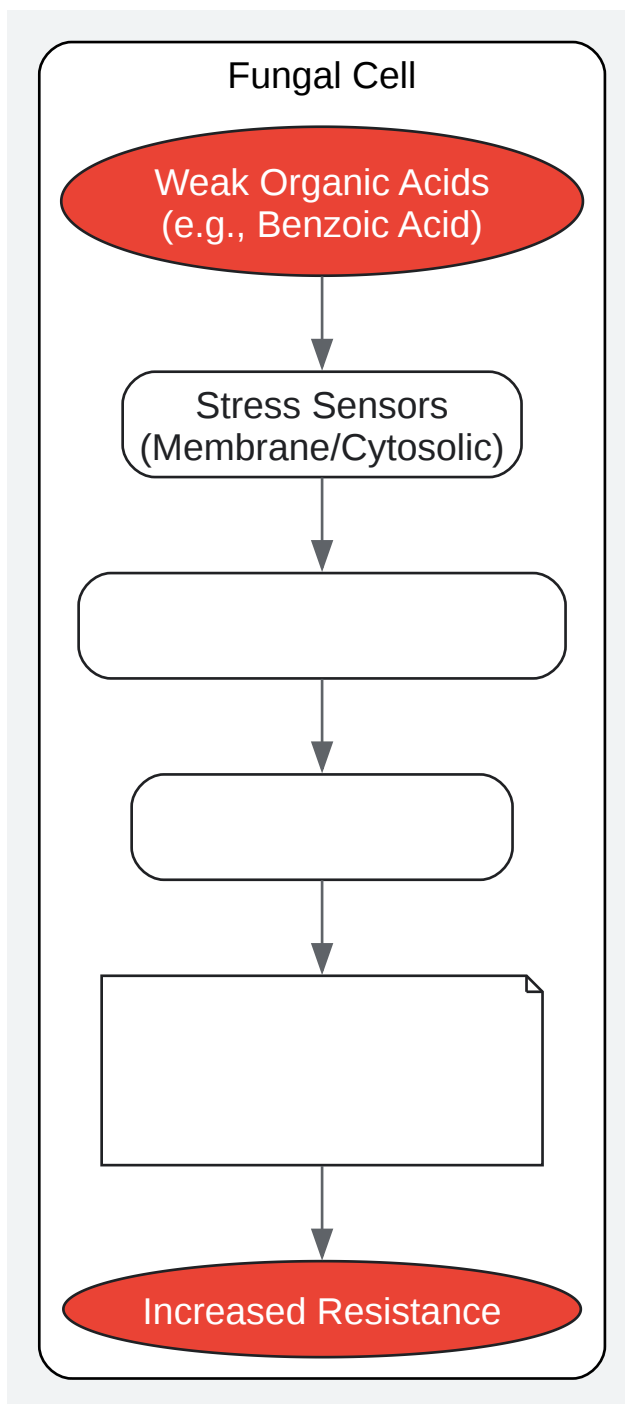 Fungal Cell
Weak Organic Acids
(e.g., Benzoic Acid)
Stress Sensors
(Membrane/Cytosolic)
Increased Resistance